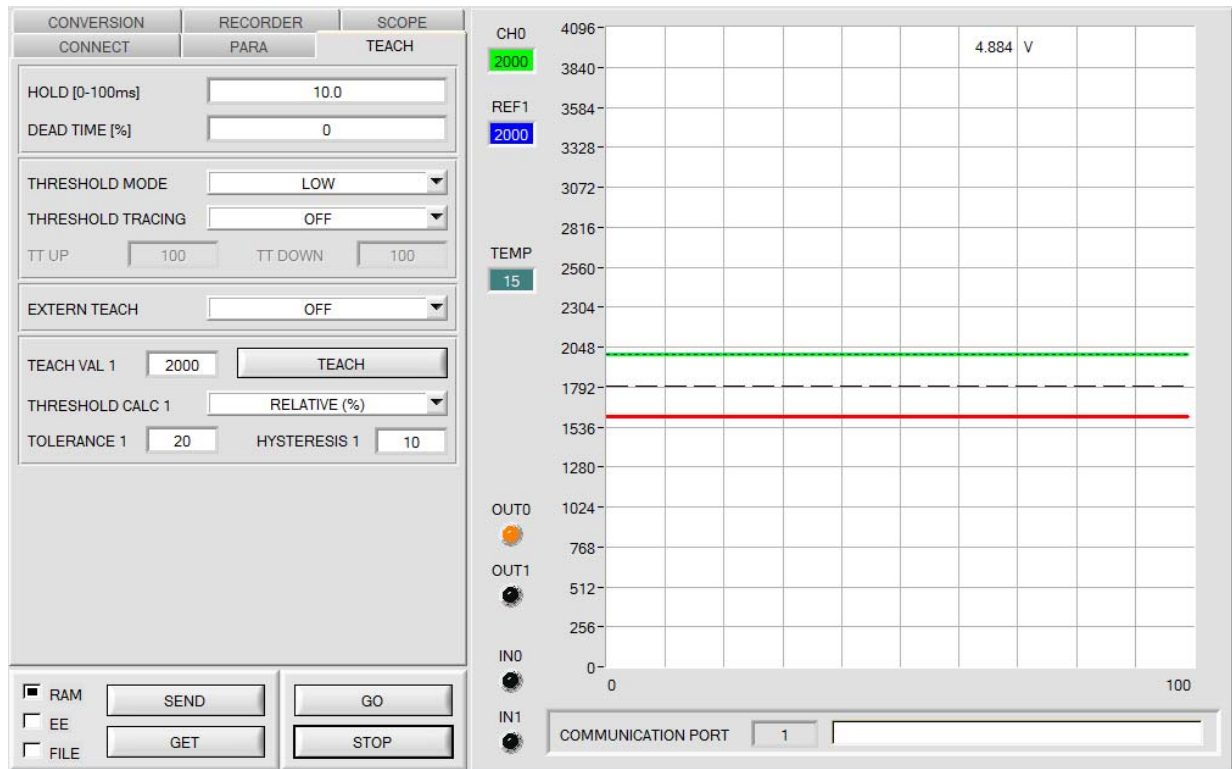 CONVERSION RECORDER SCOPE
CONNECT PARA TEACH
HOLD [0-100ms] 10.0
DEAD TIME [%] 0
THRESHOLD MODE LOW
THRESHOLD TRACING OFF
TT UP 100 TT DOWN 100
EXTERN TEACH OFF
TEACH VAL 1 2000 TEACH
THRESHOLD CALC 1 RELATIVE (%)
TOLERANCE 1 20 HYSTERESIS 1 10
RAM
EE
FILE
SEND
GET
GO
STOP
CH0
2000
REF1
2000
TEMP
15
OUT0
OUT1
IN0
IN1
4.884 V
4096
3840
3584
3328
3072
2816
2560
2304
2048
1792
1536
1280
1024
768
512
256
0
0 100
COMMUNICATION PORT 1